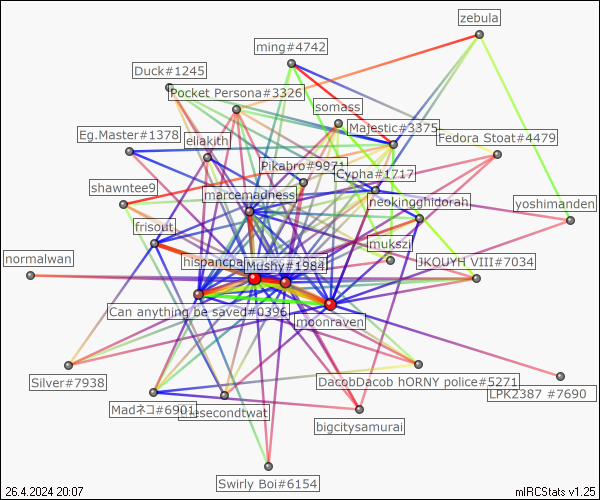 zebula
ming#4742
Duck#1245
Pocket Persona#3326
somass
Majestic#3375
Eg.Master#1378
eliakith
Fedora Stoat#4479
Pikabro#9971
Cypha#1717
shawntee9
marcemadness
neokingghidorah
yoshimanden
frisout
mukszi
normalwan
hispancpa
Mushy#1984
JKOUYH VIII#7034
Can anything be saved#0396
moonraven
Silver#7938
DacobDacob hORNY police#5271
LPK2387 #7690
Madネコ#6901
thesecondtwat
bigcitysamurai
Swirly Boi#6154
26.4.2024 20:07
mIRCStats v1.25